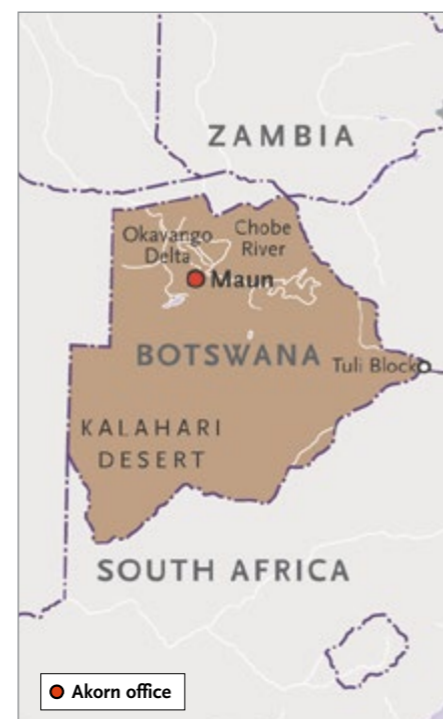 ZAMBIA
Okavango
Delta
Chobe
River
Maun
BOTSWANA
Tuli Block
KALAHARI
DESERT
SOUTH AFRICA
Akorn office